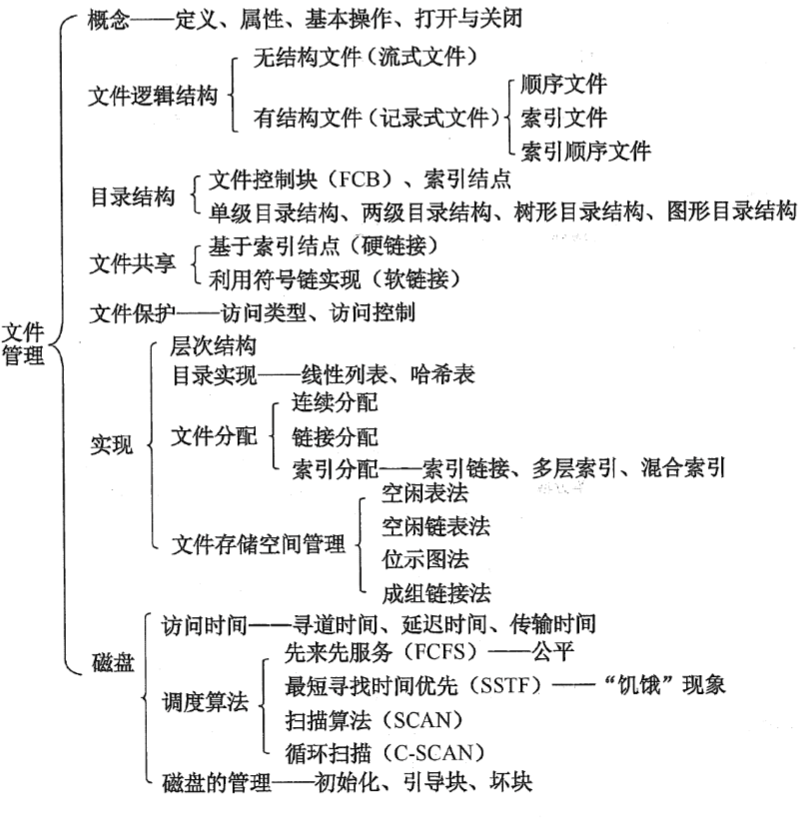 概念——定义、属性、基本操作、打开与关闭
无结构文件（流式文件）
文件逻辑结构
顺序文件
有结构文件（记录式文件）
索引文件
索引顺序文件
文件控制块（FCB）、索引结点
目录结构
单级目录结构、两级目录结构、树形目录结构、图形目录结构
基于索引结点（硬链接）
文件共享
利用符号链实现（软链接）
文件保护——访问类型、访问控制
文件
管理
层次结构
目录实现——线性列表、哈希表
连续分配
实现
文件分配
链接分配
索引分配——索引链接、多层索引、混合索引
空闲表法
空闲链表法
文件存储空间管理
位示图法
成组链接法
访问时间——寻道时间、延迟时间、传输时间
磁盘
先来先服务（FCFS）——公平
最短寻找时间优先（SSTF）——“饥饿”现象
调度算法
扫描算法（SCAN）
循环扫描（C-SCAN）
磁盘的管理——初始化、引导块、坏块